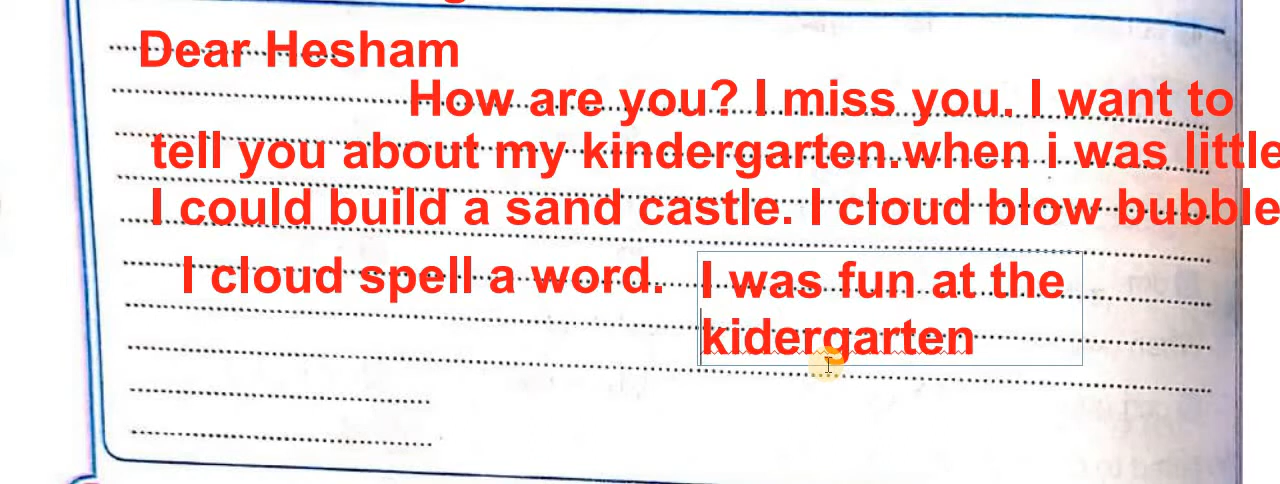 Dear Hesham
How are you? I miss you. I want to
tell you about my kindergarten.when i was little
I could build a sand castle. I cloud blow bubble
I cloud spell a word. I was fun at the
kidergarten